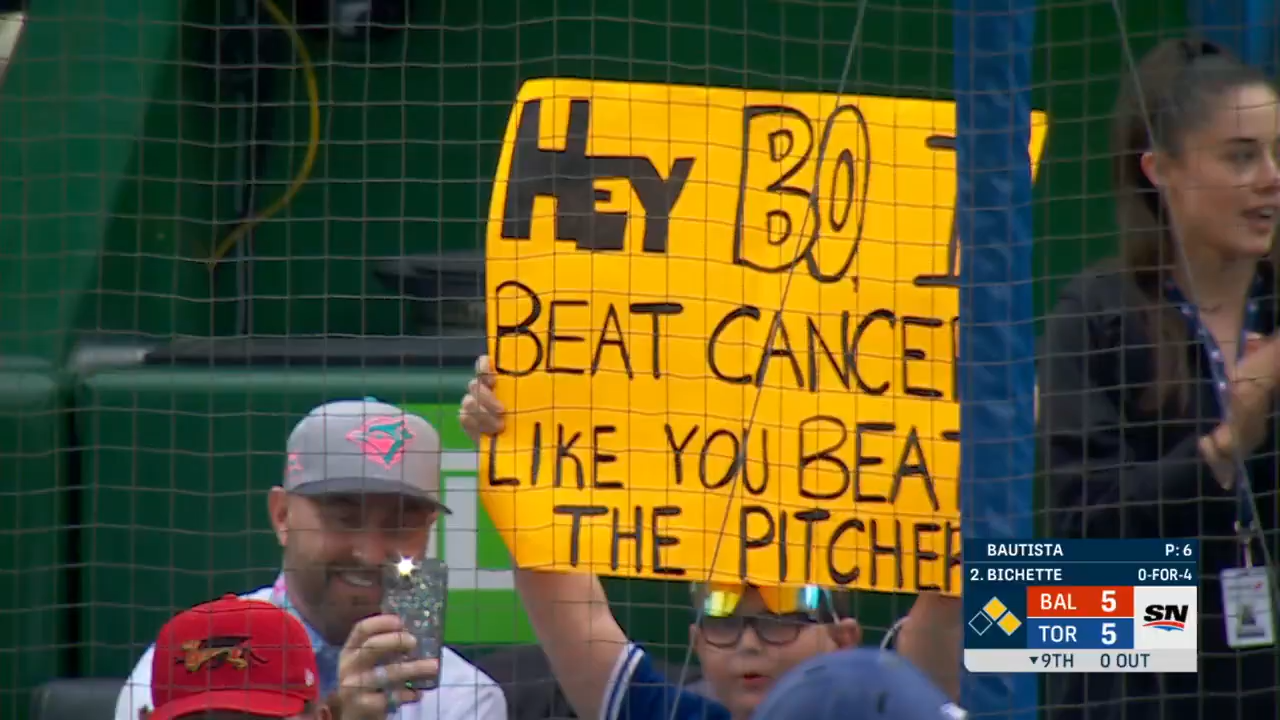 HEY BO. I
BEAT CANCER
LIKE YOU BEAT
THE PITCHER
BAUTISTA P: 6
2. BICHETTE 0-FOR-4
BAL 5
TOR 5
SN
▼9TH 0 OUT